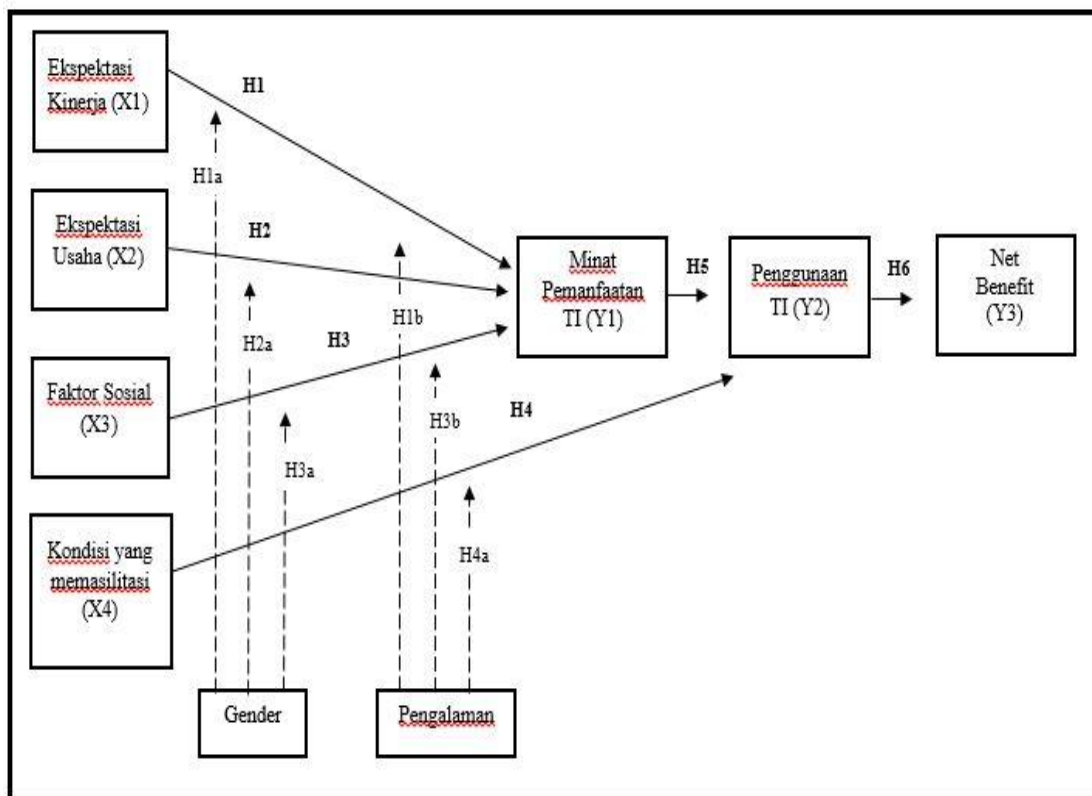 Ekspektasi
Kinerja (X1)
H1
H1a
Ekspektasi
Usaha (X2)
H2
H2a
H1b
Minat
Pemanfaatan
TI (Y1)
H5
Penggunaan
TI (Y2)
H6
Net
Benefit
(Y3)
Faktor Sosial
(X3)
H3
H3a
H3b
H4
Kondisi yang
memasilitasi
(X4)
H4a
Gender
Pengalaman